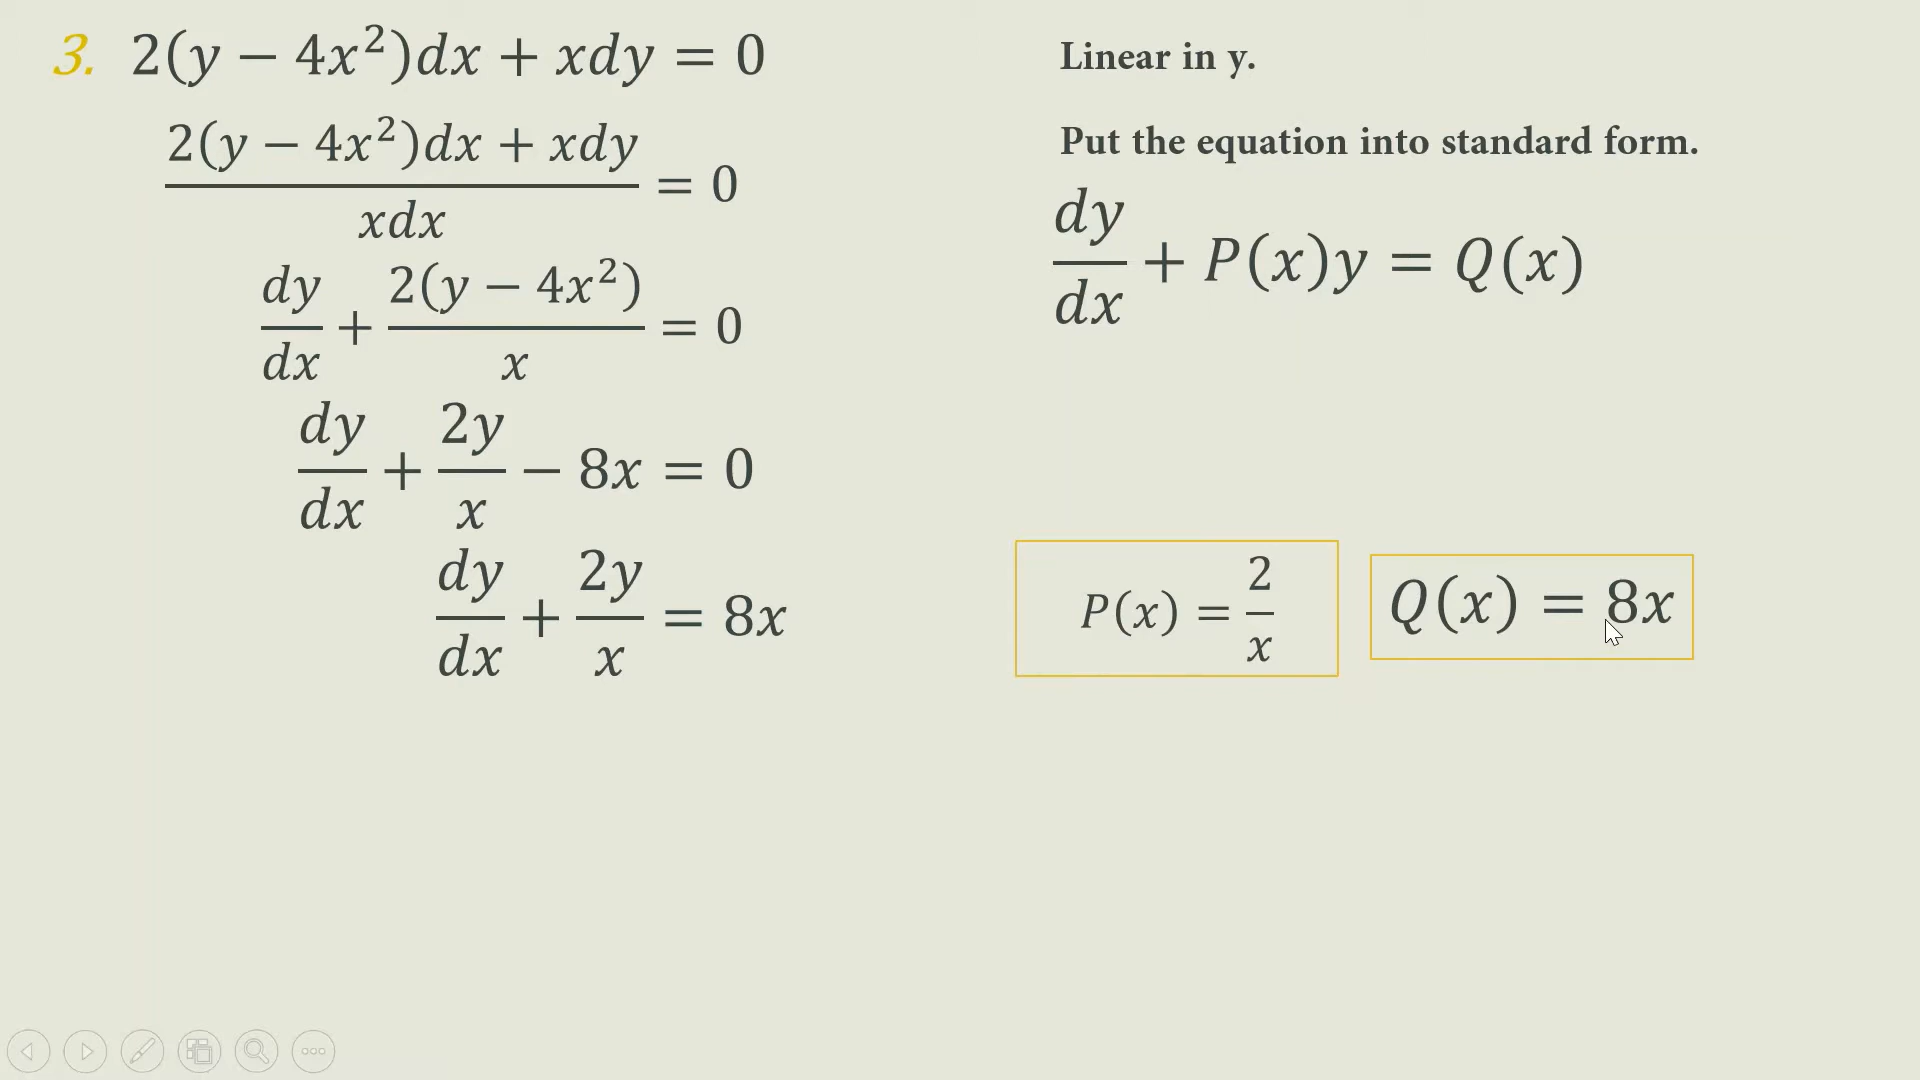 3. 2(y − 4x²)dx + xdy = 0
2(y − 4x²)dx + xdy
xdx
= 0
dy/dx + 2(y − 4x²)/x = 0
dy/dx + 2y/x − 8x = 0
dy/dx + 2y/x = 8x
Linear in y.
Put the equation into standard form.
dy/dx + P(x)y = Q(x)
P(x) = 2/x
Q(x) = 8x